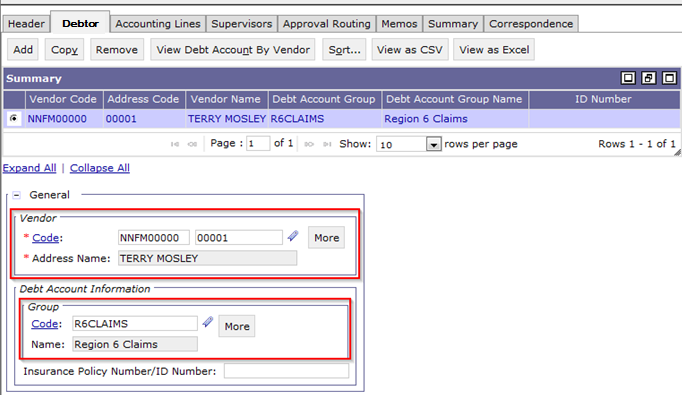 Header Debtor Accounting Lines Supervisors Approval Routing Memos Summary Correspondence
Add Copy Remove View Debt Account By Vendor Sort... View as CSV View as Excel
Summary
Vendor Code Address Code Vendor Name Debt Account Group Debt Account Group Name ID Number
NNFM00000 00001 TERRY MOSLEY R6CLAIMS Region 6 Claims
Page : 1 of 1 Show: 10 rows per page Rows 1 - 1 of 1
Expand All | Collapse All
General
Vendor
* Code: NNFM00000 00001 More
* Address Name: TERRY MOSLEY
Debt Account Information
Group
Code: R6CLAIMS More
Name: Region 6 Claims
Insurance Policy Number/ID Number: